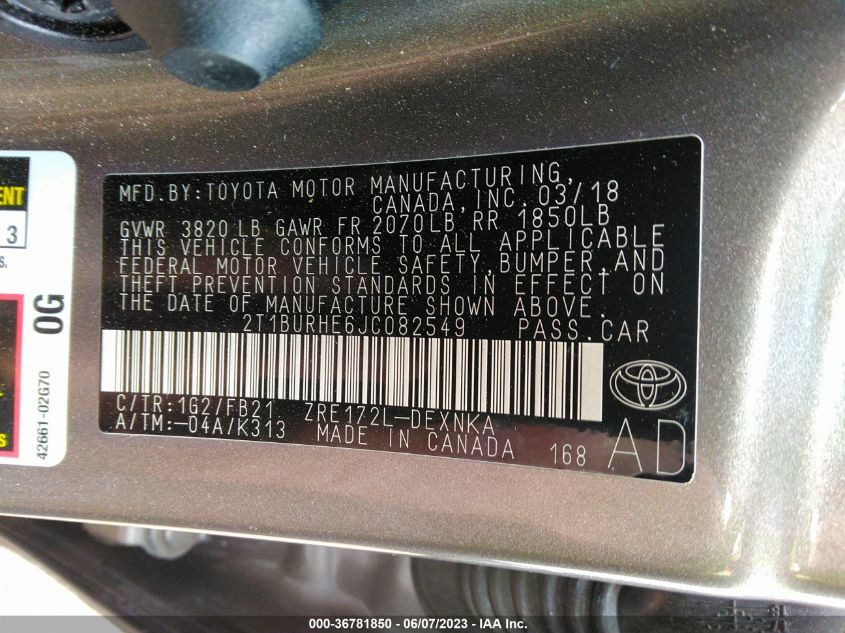 ENT
3
S.
0G
42661-02G70
S
MFD.BY:TOYOTA MOTOR MANUFACTURING,
CANADA, INC. 03/18
GVWR 3820 LB GAWR FR 2070LB RR 1850LB
THIS VEHICLE CONFORMS TO ALL APPLICABLE
FEDERAL MOTOR VEHICLE SAFETY,BUMPER,AND
THEFT PREVENTION STANDARDS IN EFFECT ON
THE DATE OF MANUFACTURE SHOWN ABOVE.
2T1BURHE6JC082549 PASS.CAR
C/TR:1G2/FB21 ZRE172L-DEXNKA
A/TM:-04A/K313 MADE IN CANADA 168
AD
000-36781850 - 06/07/2023 - IAA Inc.